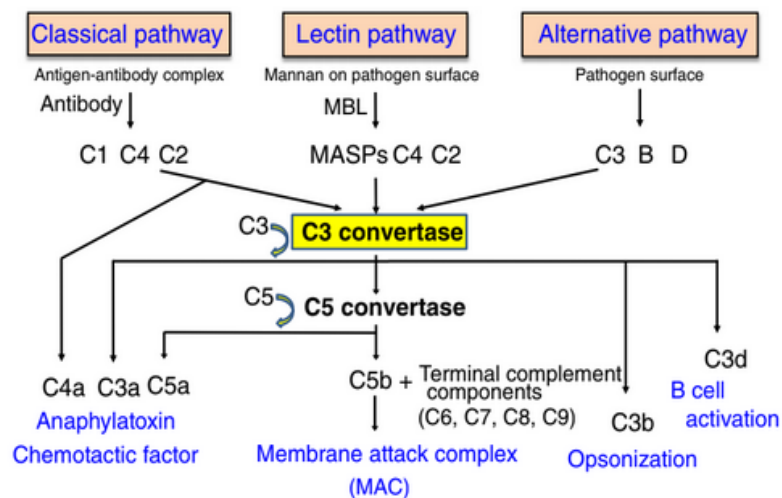 Classical pathway
Lectin pathway
Alternative pathway
Antigen-antibody complex
Mannan on pathogen surface
Pathogen surface
Antibody
MBL
C1 C4 C2
MASPs C4 C2
C3 B D
C3
C3 convertase
C5
C5 convertase
C4a C3a C5a
Anaphylatoxin
Chemotactic factor
C5b + Terminal complement
components
(C6, C7, C8, C9)
Membrane attack complex
(MAC)
C3b
Opsonization
C3d
B cell
activation